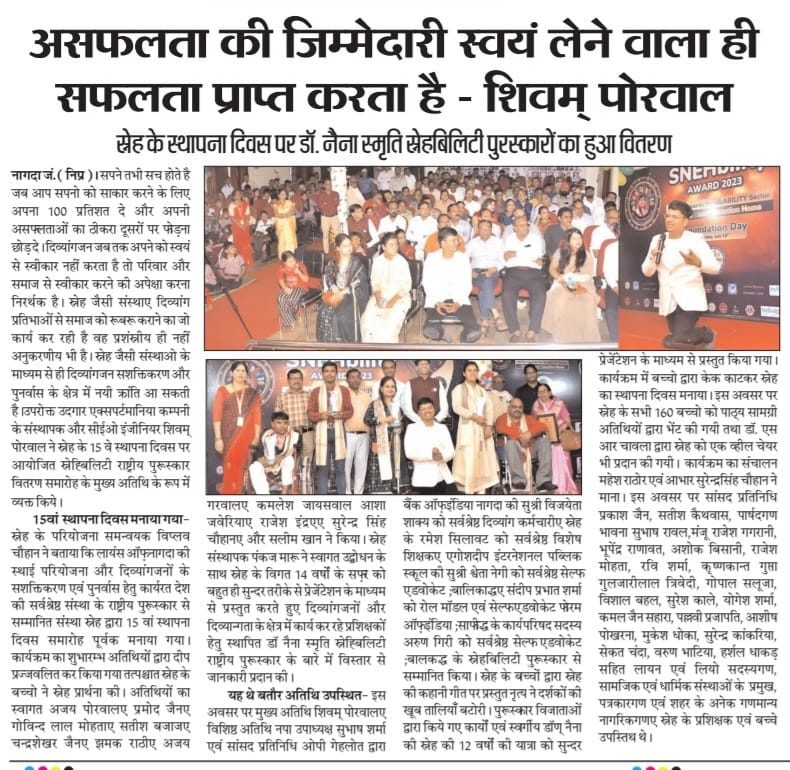 असफलता की जिम्मेदारी स्वयं लेने वाला ही
सफलता प्राप्त करता है - शिवम् पोरवाल
स्नेह के स्थापना दिवस पर डॉ. नैना स्मृति स्नेहबिलिटी पुरस्कारों का हुआ वितरण
नागदा जं.( निप्र )। सपने तभी सच होते है
जब आप सपनो को साकार करने के लिए
अपना 100 प्रतिशत दे और अपनी
असफलताओं का ठीकरा दूसरों पर फेड़ना
छोड़ दे। दिव्यांगजन जब तक अपने को स्वयं
से स्वीकार नहीं करता है तो परिवार और
समाज से स्वीकार करने की अपेक्षा करना
निरर्थक है। स्नेह जैसी संस्थाए दिव्यांग
प्रतिभाओं से समाज को रूबरू कराने का जो
कार्य कर रही है वह प्रशंस्नीय ही नहीं
अनुकरणीय भी है। स्नेह जैसी संस्थाओ के
माध्यम से ही दिव्यांगजन सशक्तिकरण और
पुनर्वास के क्षेत्र में नयी क्रांति आ सकती
है।उपरोक्त उदगार एक्सपर्टमानिया कम्पनी
के संस्थापक और सीईओ इंजीनियर शिवम्
पोरवाल ने स्नेह के 15 वे स्थापना दिवस पर
आयोजित स्नेह्बिलिटी राष्ट्रीय पुरूस्कार
वितरण समारोह के मुख्य अतिथि के रूप में
व्यक्त किये।
15वां स्थापना दिवस मनाया गया-
स्नेह के परियोजना समन्वयक विप्लव
चौहान ने बताया कि लायंस ऑफ़नागदा की
स्थाई परियोजना और दिव्यांगजनों के
सशक्तिकरण एवं पुनर्वास हेतु कार्यरत देश
की सर्वश्रेष्ठ संस्था के राष्ट्रीय पुरूस्कार से
सम्मानित संस्था स्नेह द्वारा 15 वां स्थापना
दिवस समारोह पूर्वक मनाया गया।
कार्यक्रम का शुभारम्भ अतिथियों द्वारा दीप
प्रज्जवलित कर किया गया तत्पश्चात स्नेह के
बच्चो ने स्नेह प्रार्थना की। अतिथियों का
स्वागत अजय पोरवालए प्रमोद जैनए
गोविन्द लाल मोहताए सतीश बजाजए
चन्द्रशेखर जैनए झमक राठीए अजय
गरवालए कमलेश जायसवाल आशा
जवेरियाए राजेश इंद्रएए सुरेन्द्र सिंह
चौहानए और सलीम खान ने किया। स्नेह
संस्थापक पंकज मारू ने स्वागत उद्बोधन के
साथ स्नेह के विगत 14 वर्षों के सफ़र को
बहुत ही सुन्दर तरीके से प्रेजेंटेशन के माध्यम
से प्रस्तुत करते हुए दिव्यांगजनों और
दिव्यान्गता के क्षेत्र में कार्य कर रहे प्रशिक्षकों
हेतु स्थापित डॉ नैना स्मृति स्नेह्बिलिटी
राष्ट्रीय पुरूस्कार के बारे में विस्तार से
जानकारी प्रदान की।
यह थे बतौर अतिथि उपस्थित- इस
अवसर पर मुख्य अतिथि शिवम् पोरवालए
विशिष्ठ अतिथि नपा उपाध्यक्ष सुभाष शर्मा
एवं सांसद प्रतिनिधि ओपी गेहलोत द्वारा
बैंक ऑफ़इंडिया नागदा की सुश्री विजयेता
शाक्य को सर्वश्रेष्ठ दिव्यांग कर्मचारीए स्नेह
के रमेश सिलावट को सर्वश्रेष्ठ विशेष
शिक्षकए एगोशदीप इंटरनेशनल पब्लिक
स्कूल की सुश्री श्वेता नेगी को सर्वश्रेष्ठ सेल्फ
एडवोकेट ;बालिकाद्धए संदीप प्रभात शर्मा
को रोल मॉडल एवं सेल्फएडवोकेट फोरम
ऑफ़इंडिया ;साफीद्ध के कार्यपरिषद सदस्य
अरुण गिरी को सर्वश्रेष्ठ सेल्फ एडवोकेट
;बालकद्ध के स्नेहबिलिटी पुरूस्कार से
सम्मानित किया। स्नेह के बच्चों द्वारा स्नेह
की कहानी गीत पर प्रस्तुत नृत्य ने दर्शकों की
खूब तालियाँ बटोरी। पुरूस्कार विजाताओं
द्वारा किये गए कार्यों एवं स्वर्गीय डॉण् नैना
की स्नेह की 12 वर्षों की यात्रा को सुन्दर
SNEHbility
AWARD 2023
Foundation Day
SNEHbility
AWARD 2023
प्रेजेंटेशन के माध्यम से प्रस्तुत किया गया।
कार्यक्रम में बच्चो द्वारा केक काटकर स्नेह
का स्थापना दिवस मनाया। इस अवसर पर
स्नेह के सभी 160 बच्चो को पाठ्य सामग्री
अतिथियों द्वारा भेंट की गयी तथा डॉ. एस
आर चावला द्वारा स्नेह को एक व्हील चेयर
भी प्रदान की गयी। कार्यक्रम का संचालन
महेश राठोर एवं आभार सुरेन्द्रसिंह चौहान ने
माना। इस अवसर पर सांसद प्रतिनिधि
प्रकाश जैन, सतीश कैथवास, पार्षदगण
भावना सुभाष रावल,मंजू राजेश गगरानी,
भूपेंद्र राणावत, अशोक बिसानी, राजेश
मोहता, रवि शर्मा, कृष्णकान्त गुप्ता
गुलजारीलाल त्रिवेदी, गोपाल सलूजा,
विशाल बहल, सुरेश काले, योगेश शर्मा,
कमल जैन सहारा, पल्लवी प्रजापति, आशीष
पोखरना, मुकेश धोका, सुरेन्द्र कांकरिया,
सेकत चंदा, वरुण भाटिया, हर्शल धाकड़
सहित लायन एवं लियो सदस्यगण,
सामजिक एवं धार्मिक संस्थाओं के प्रमुख,
पत्रकारगण एवं शहर के अनेक गणमान्य
नागरिकगणए स्नेह के प्रशिक्षक एवं बच्चे
उपस्तिथ थे।